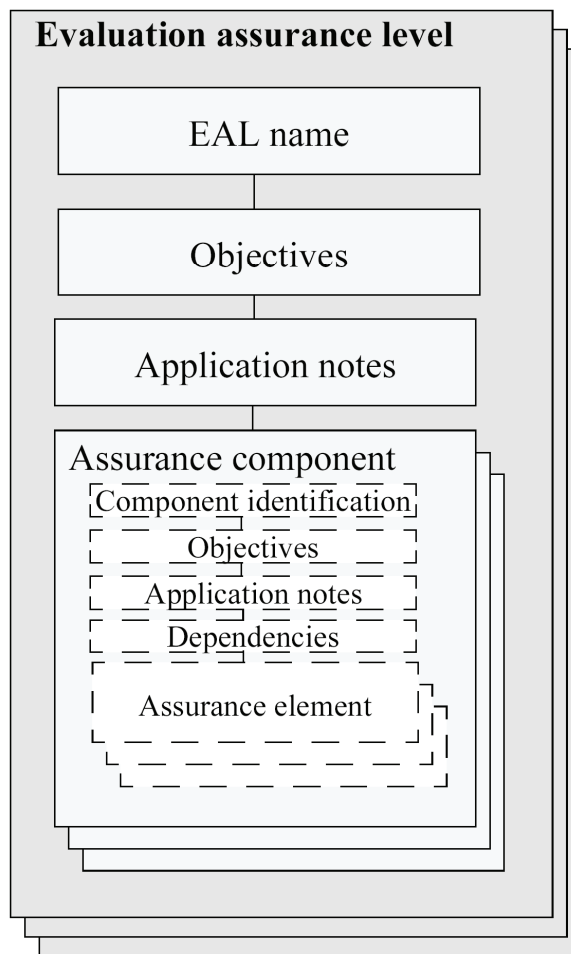 Evaluation assurance level
EAL name
Objectives
Application notes
Assurance component
Component identification
Objectives
Application notes
Dependencies
Assurance element